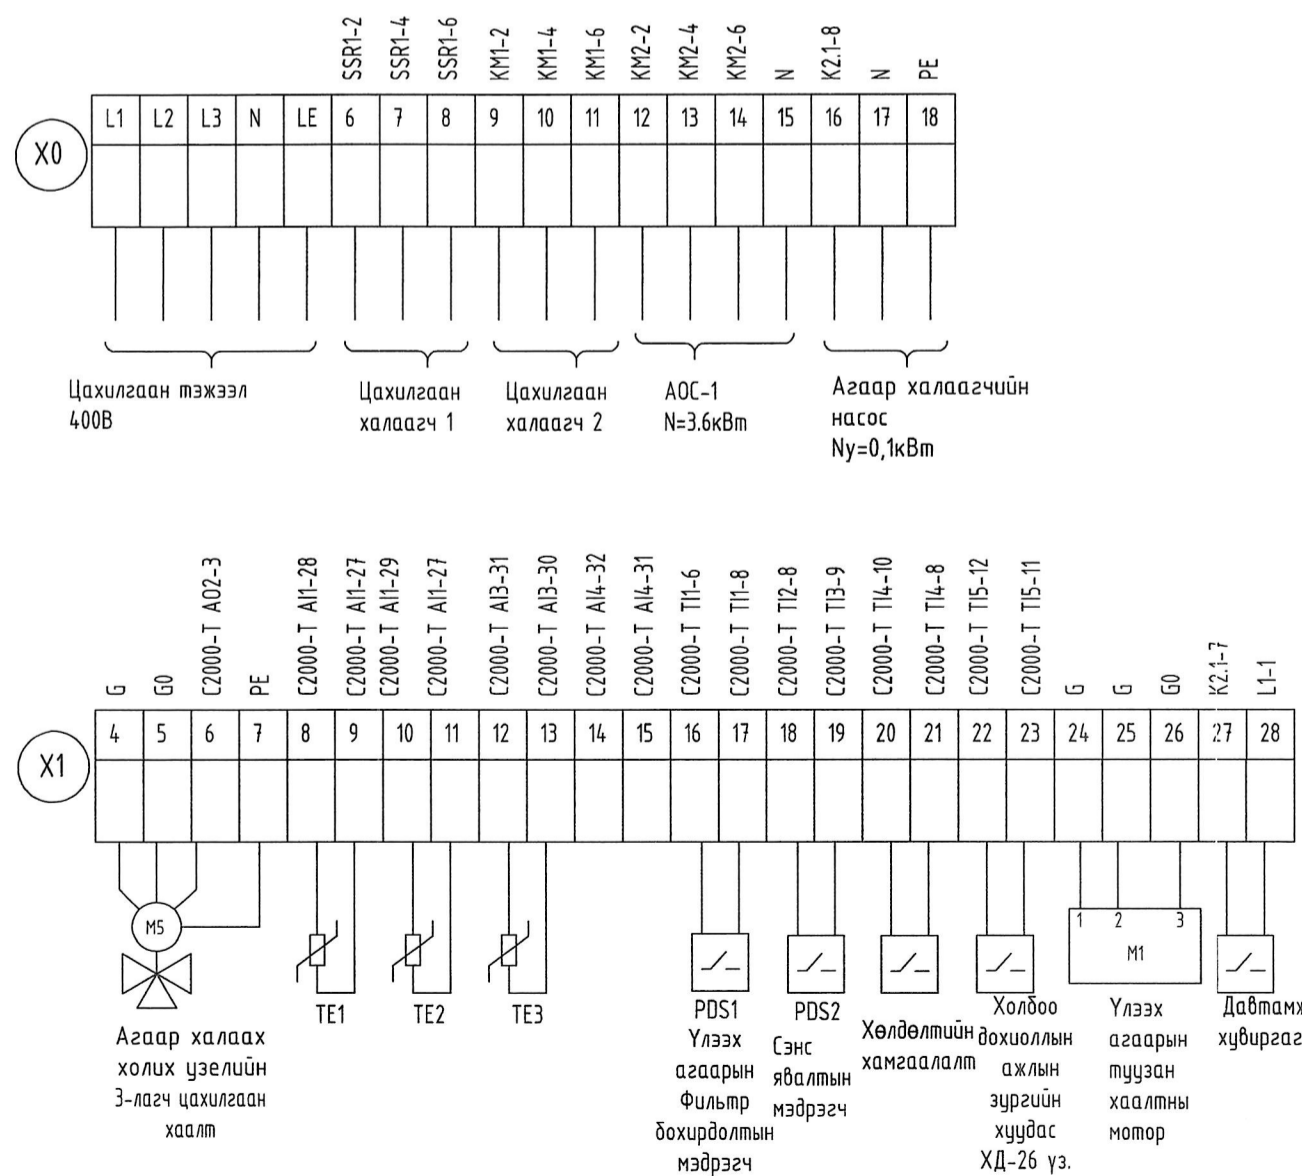 SSR1-2
SSR1-4
SSR1-6
KM1-2
KM1-4
KM1-6
KM2-2
KM2-4
KM2-6
N
K2.1-8
N
PE
X0
L1 L2 L3 N LE 6 7 8 9 10 11 12 13 14 15 16 17 18
Цахилгаан тэжээл
400В
Цахилгаан
халаагч 1
Цахилгаан
халаагч 2
АОС-1
N=3.6кВт
Агаар халаагчийн
насос
Nу=0,1кВт
G
G0
C2000-T AO2-3
PE
C2000-T AI1-28
C2000-T AI1-27
C2000-T AI1-29
C2000-T AI1-27
C2000-T AI3-31
C2000-T AI3-30
C2000-T AI4-32
C2000-T AI4-31
C2000-T TI1-6
C2000-T TI1-8
C2000-T TI2-8
C2000-T TI3-9
C2000-T TI4-10
C2000-T TI4-8
C2000-T TI5-12
C2000-T TI5-11
G
G
G0
K2.1-7
L1-1
X1
4 5 6 7 8 9 10 11 12 13 14 15 16 17 18 19 20 21 22 23 24 25 26 27 28
M5
Агаар халаах
холих узелийн
3-лагч цахилгаан
хаалт
TE1
TE2
TE3
PDS1
Үлээх
агаарын
Фильтр
бохирдолтын
мэдрэгч
PDS2
Сэнс
явалтын
мэдрэгч
Хөлдөлтийн
хамгаалалт
Холбоо
дохиоллын
ажлын
зургийн
хуудас
ХД-26 үз.
1 2 3
M1
Үлээх
агаарын
туузан
хаалтны
мотор
Давтамж
хувиргаг